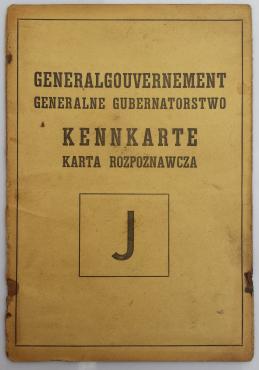 GENERALGOUVERNEMENT
GENERALNE GUBERNATORSTWO
KENNKARTE
KARTA ROZPOZNAWCZA
J